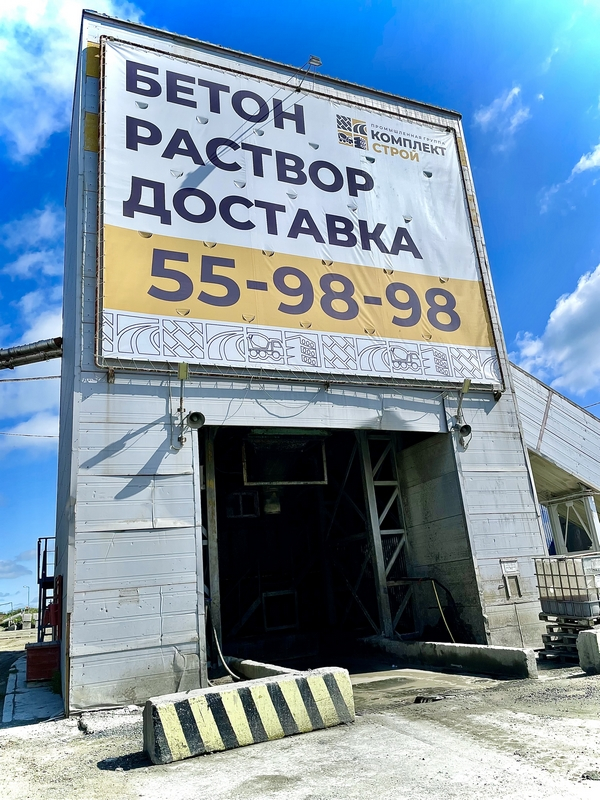 БЕТОН
РАСТВОР
ДОСТАВКА
ПРОМЫШЛЕННАЯ ГРУППА
КОМПЛЕКТ
СТРОЙ
55-98-98